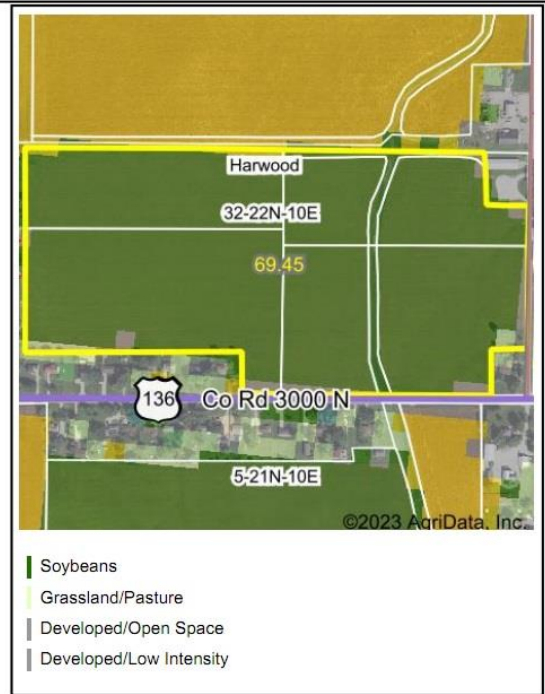 Harwood
32-22N-10E
69.45
136 Co Rd 3000 N
5-21N-10E
©2023 AgriData, Inc.
Soybeans
Grassland/Pasture
Developed/Open Space
Developed/Low Intensity